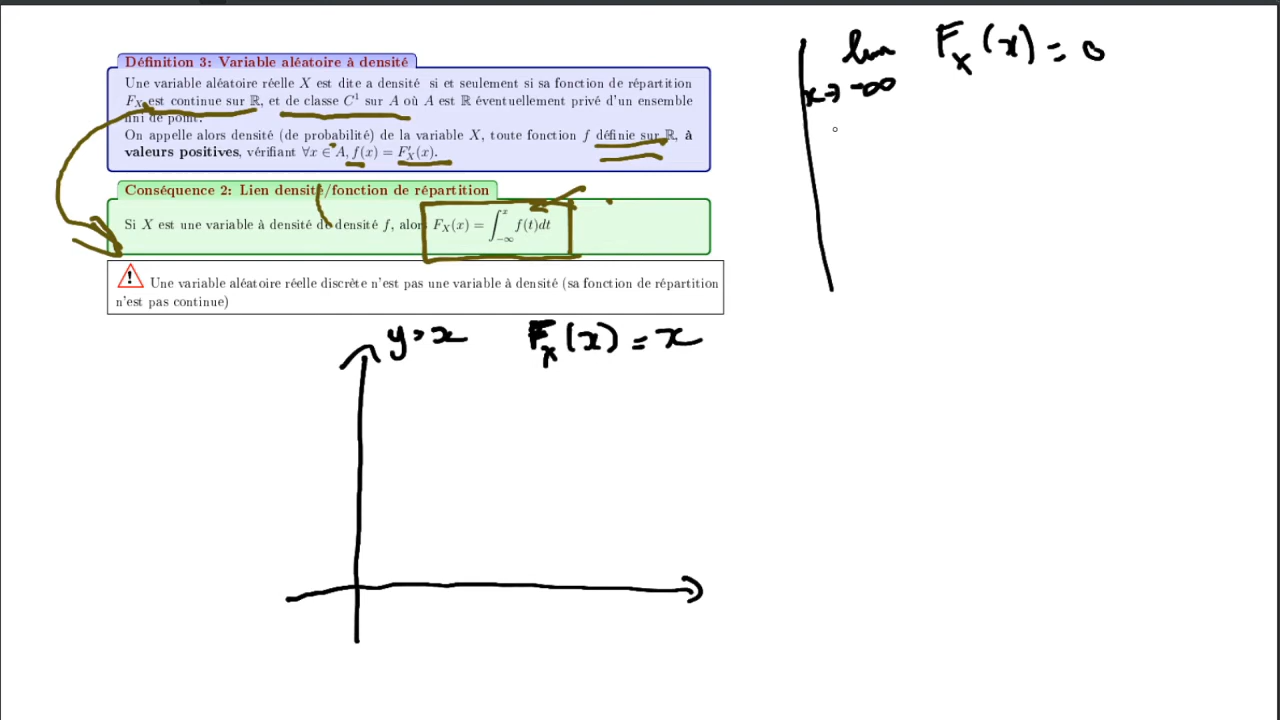 Définition 3: Variable aléatoire à densité
Une variable aléatoire réelle X est dite a densité si et seulement si sa fonction de répartition
F_X est continue sur ℝ, et de classe C¹ sur A où A est ℝ éventuellement privé d'un ensemble
fini de point.
On appelle alors densité (de probabilité) de la variable X, toute fonction f définie sur ℝ, à
valeurs positives, vérifiant ∀x ∈ A, f(x) = F'_X(x).
Conséquence 2: Lien densité/fonction de répartition
Si X est une variable à densité de densité f, alors F_X(x) = ∫_{-∞}^{x} f(t)dt
! Une variable aléatoire réelle discrète n'est pas une variable à densité (sa fonction de répartition
n'est pas continue)
lim F_X(x) = 0
x→-∞
y=x F_X(x) = x